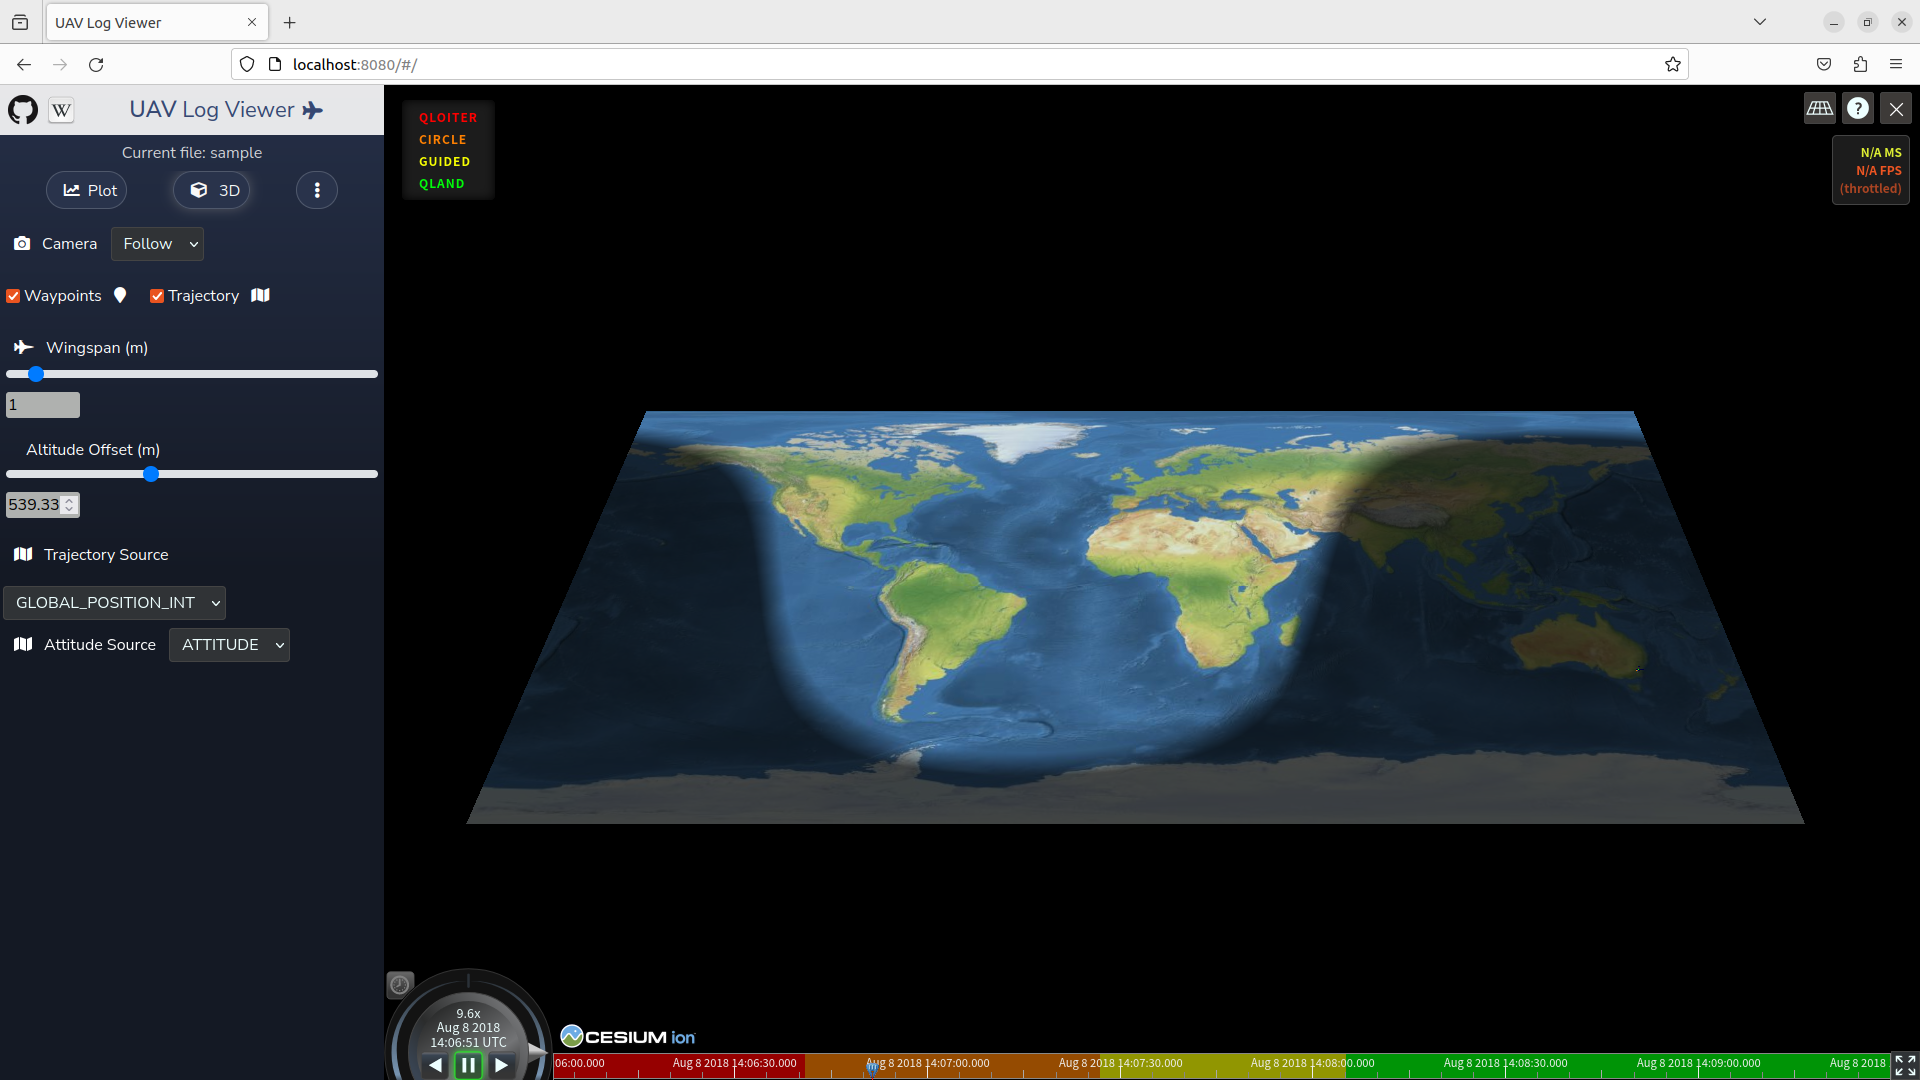 UAV Log Viewer
localhost:8080/#/
W
UAV Log Viewer
Current file: sample
Plot
3D
Camera
Follow
Waypoints
Trajectory
Wingspan (m)
1
Altitude Offset (m)
539.33
Trajectory Source
GLOBAL_POSITION_INT
Attitude Source
ATTITUDE
QLOITER
CIRCLE
GUIDED
QLAND
?
N/A MS
N/A FPS
(throttled)
9.6x
Aug 8 2018
14:06:51 UTC
CESIUM ion
06:00.000
Aug 8 2018 14:06:30.000
Aug 8 2018 14:07:00.000
Aug 8 2018 14:07:30.000
Aug 8 2018 14:08:00.000
Aug 8 2018 14:08:30.000
Aug 8 2018 14:09:00.000
Aug 8 2018